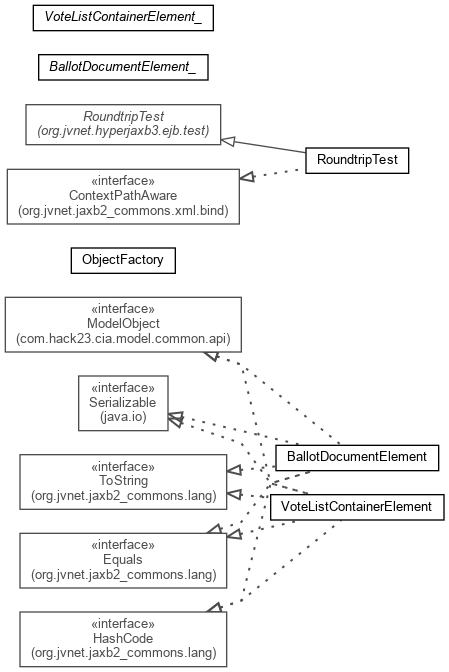 VoteListContainerElement_
BallotDocumentElement_
RoundtripTest
(org.jvnet.hyperjaxb3.ejb.test)
RoundtripTest
«interface»
ContextPathAware
(org.jvnet.jaxb2_commons.xml.bind)
ObjectFactory
«interface»
ModelObject
(com.hack23.cia.model.common.api)
«interface»
Serializable
(java.io)
BallotDocumentElement
«interface»
ToString
(org.jvnet.jaxb2_commons.lang)
VoteListContainerElement
«interface»
Equals
(org.jvnet.jaxb2_commons.lang)
«interface»
HashCode
(org.jvnet.jaxb2_commons.lang)